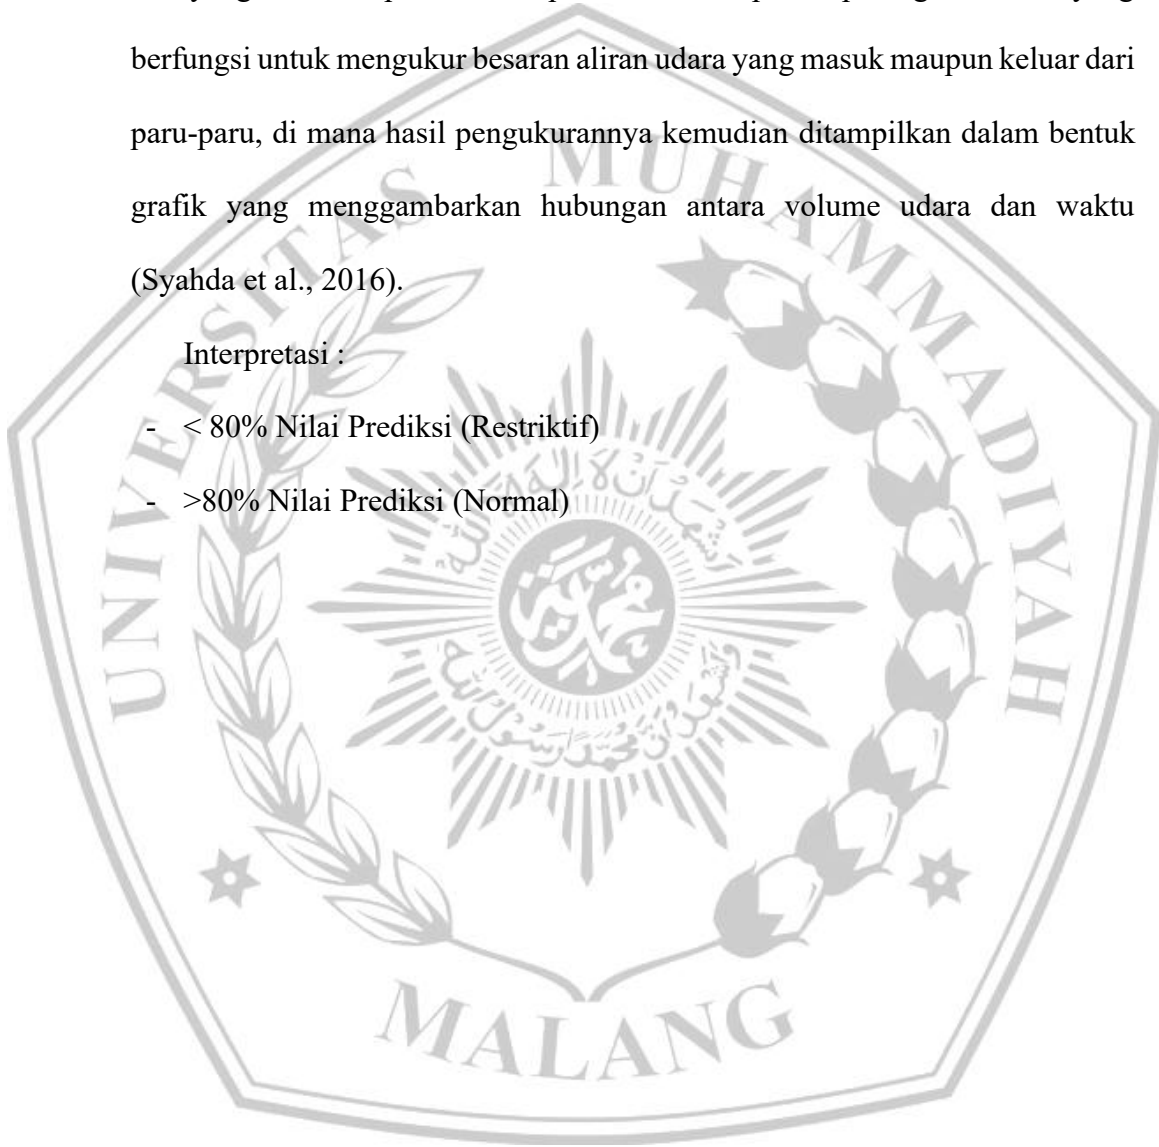 berfungsi untuk mengukur besaran aliran udara yang masuk maupun keluar dari
paru-paru, di mana hasil pengukurannya kemudian ditampilkan dalam bentuk
grafik yang menggambarkan hubungan antara volume udara dan waktu
(Syahda et al., 2016).
Interpretasi :
- < 80% Nilai Prediksi (Restriktif)
- >80% Nilai Prediksi (Normal)
UNIVERSITAS MUHAMMADIYAH
MALANG